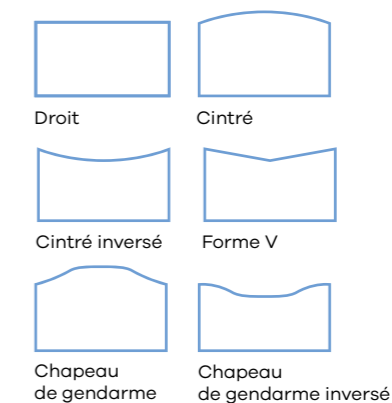 Droit
Cintré
Cintré inversé
Forme V
Chapeau
de gendarme
Chapeau
de gendarme inversé